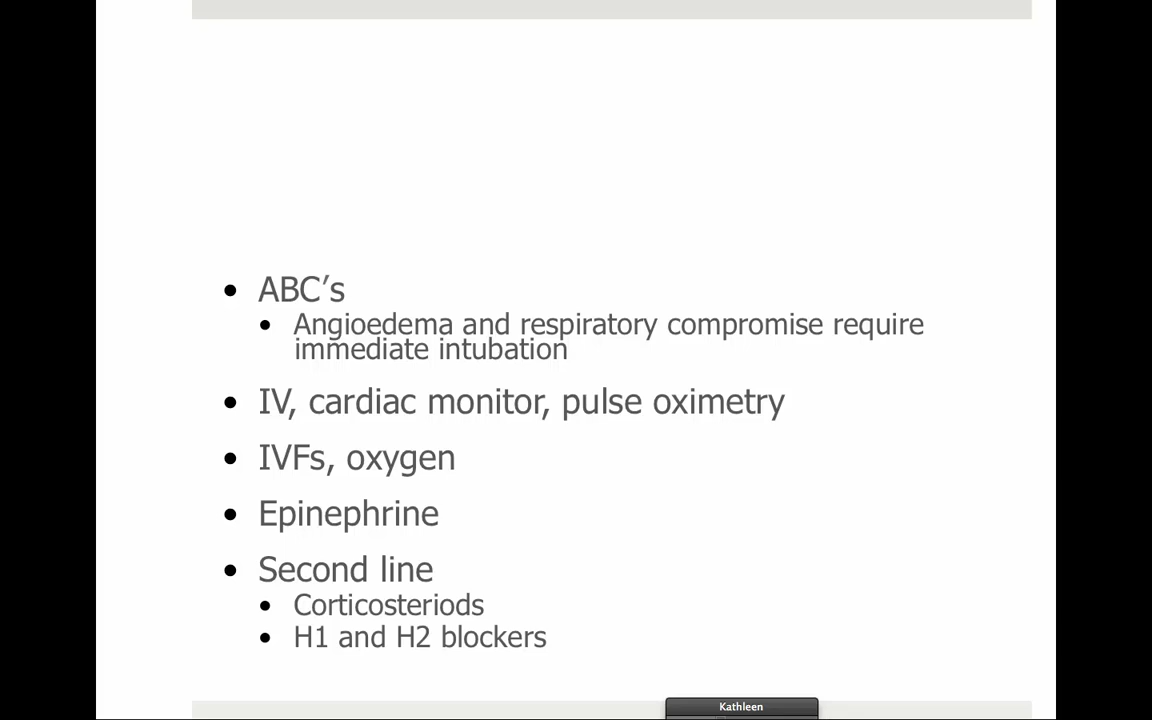 • ABC’s
• Angioedema and respiratory compromise require
immediate intubation
• IV, cardiac monitor, pulse oximetry
• IVFs, oxygen
• Epinephrine
• Second line
• Corticosteriods
• H1 and H2 blockers
Kathleen